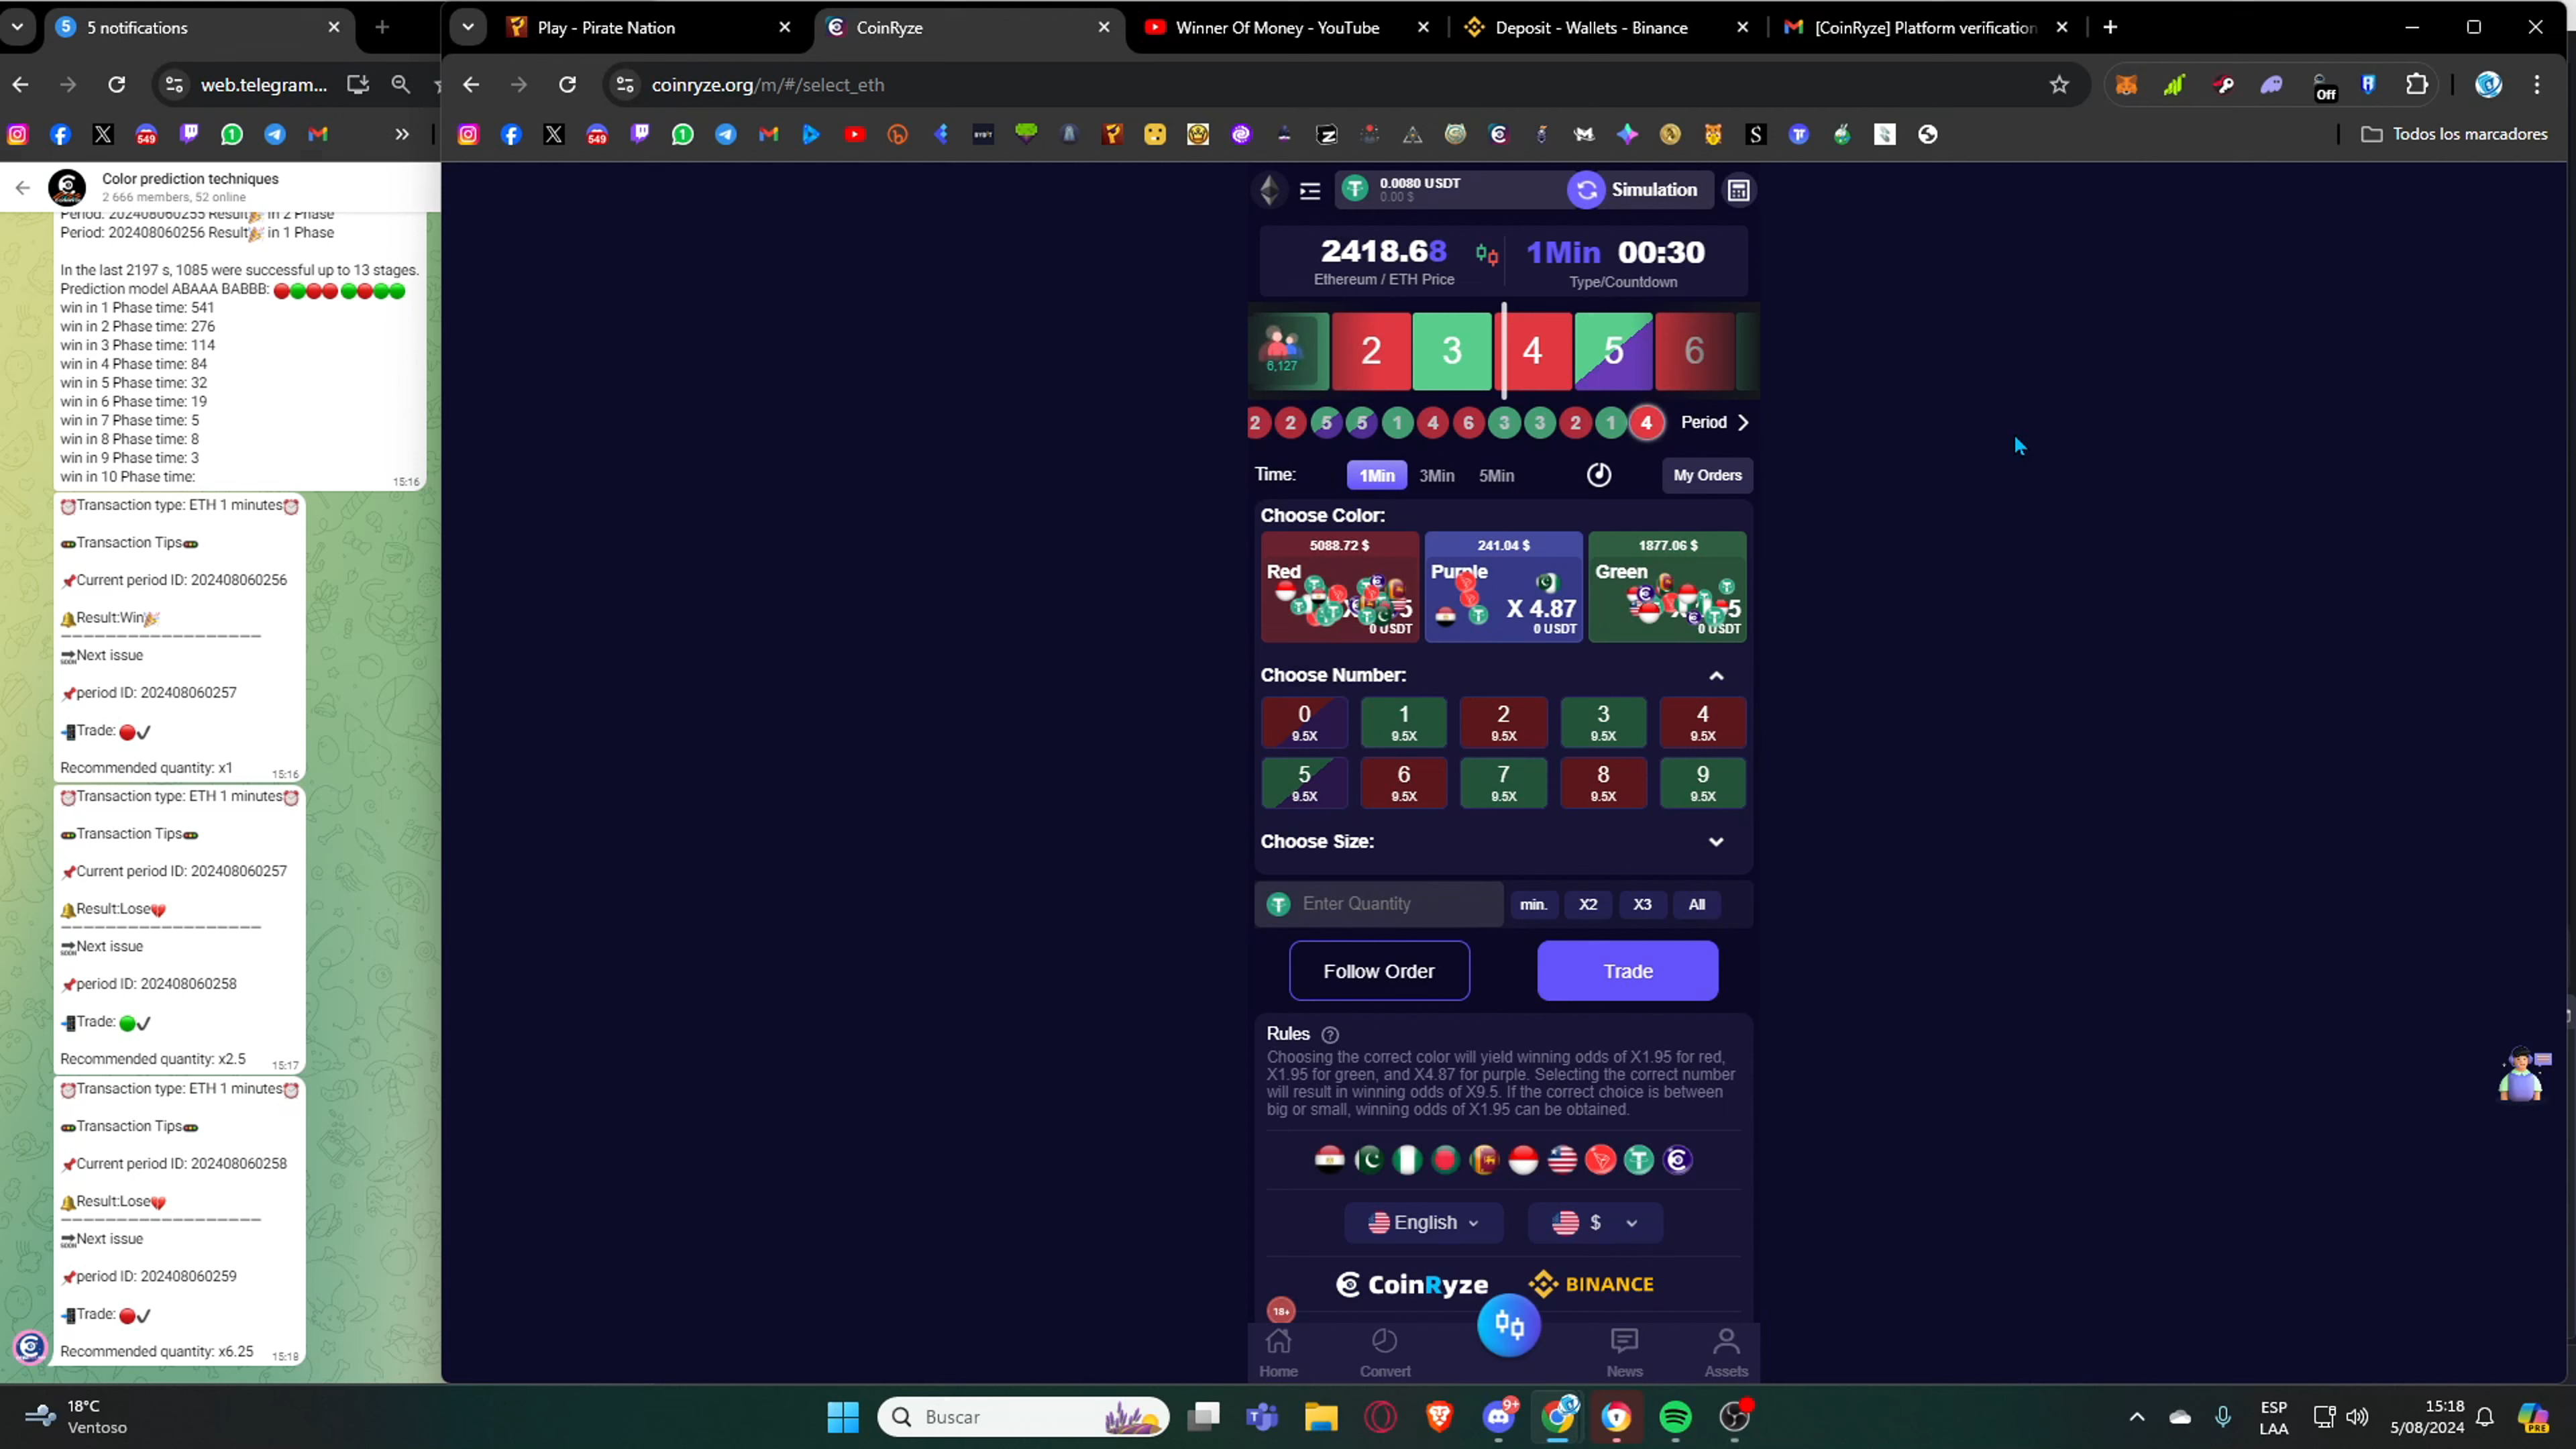 5 notifications
Play - Pirate Nation
CoinRyze
Winner Of Money - YouTube
Deposit - Wallets - Binance
[CoinRyze] Platform verification
web.telegram...
coinryze.org/m/#/select_eth
Off
549
549
BYBIT
Todos los marcadores
Color prediction techniques
2 666 members, 52 online
Period: 202408060255 Result🎉 in 2 Phase
Period: 202408060256 Result🎉 in 1 Phase
In the last 2197 s, 1085 were successful up to 13 stages.
Prediction model ABAAA BABBB: 🔴🟢🔴🔴🟢🔴🟢🟢
win in 1 Phase time: 541
win in 2 Phase time: 276
win in 3 Phase time: 114
win in 4 Phase time: 84
win in 5 Phase time: 32
win in 6 Phase time: 19
win in 7 Phase time: 5
win in 8 Phase time: 8
win in 9 Phase time: 3
win in 10 Phase time:
15:16
⏰Transaction type: ETH 1 minutes⏰
🚥Transaction Tips🚥
📌Current period ID: 202408060256
🔔Result:Win🎉
——————————————————
🔜Next issue
📌period ID: 202408060257
📲Trade: 🔴✔
Recommended quantity: x1
15:16
⏰Transaction type: ETH 1 minutes⏰
🚥Transaction Tips🚥
📌Current period ID: 202408060257
🔔Result:Lose💔
——————————————————
🔜Next issue
📌period ID: 202408060258
📲Trade: 🟢✔
Recommended quantity: x2.5
15:17
⏰Transaction type: ETH 1 minutes⏰
🚥Transaction Tips🚥
📌Current period ID: 202408060258
🔔Result:Lose💔
——————————————————
🔜Next issue
📌period ID: 202408060259
📲Trade: 🔴✔
Recommended quantity: x6.25
15:18
0.0080 USDT
0.00 $
Simulation
2418.68
Ethereum / ETH Price
1Min 00:30
Type/Countdown
6,127
2 3 4 5 6
2 2 5 5 1 4 6 3 3 2 1 4 Period
Time: 1Min 3Min 5Min My Orders
Choose Color:
5088.72 $ 241.04 $ 1877.06 $
Red Purple Green
X 4.87
0 USDT 0 USDT 0 USDT
Choose Number:
0 1 2 3 4
9.5X 9.5X 9.5X 9.5X 9.5X
5 6 7 8 9
9.5X 9.5X 9.5X 9.5X 9.5X
Choose Size:
Enter Quantity min. X2 X3 All
Follow Order Trade
Rules
Choosing the correct color will yield winning odds of X1.95 for red,
X1.95 for green, and X4.87 for purple. Selecting the correct number
will result in winning odds of X9.5. If the correct choice is between
big or small, winning odds of X1.95 can be obtained.
English $
CoinRyze BINANCE
18+
Home Convert News Assets
18°C
Ventoso
Buscar
9+
ESP
LAA
15:18
5/08/2024
PRE